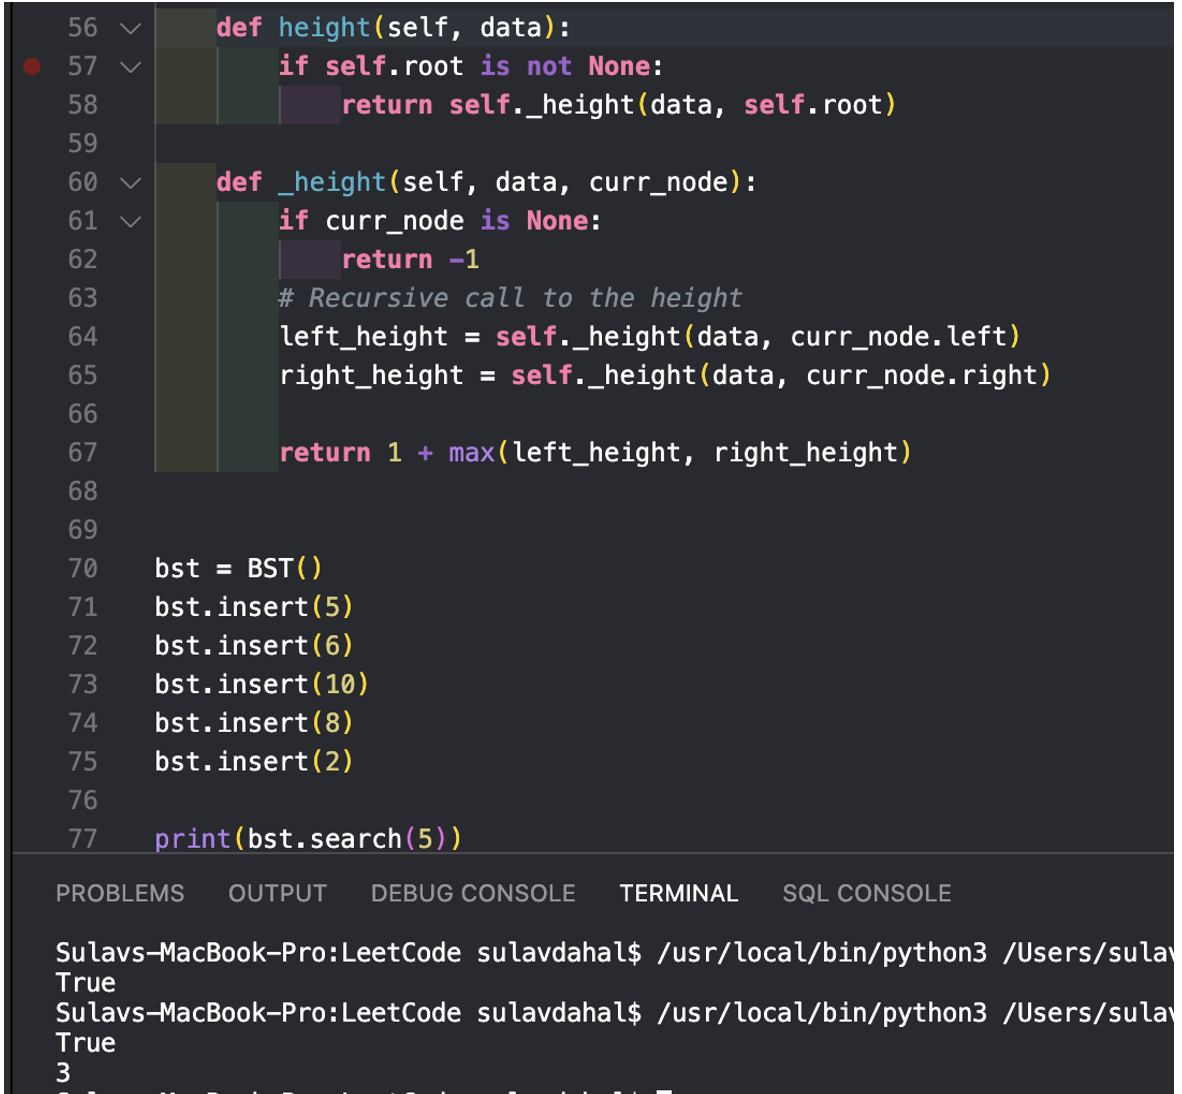 56 def height(self, data):
57 if self.root is not None:
58 return self._height(data, self.root)
59
60 def _height(self, data, curr_node):
61 if curr_node is None:
62 return -1
63 # Recursive call to the height
64 left_height = self._height(data, curr_node.left)
65 right_height = self._height(data, curr_node.right)
66
67 return 1 + max(left_height, right_height)
68
69
70 bst = BST()
71 bst.insert(5)
72 bst.insert(6)
73 bst.insert(10)
74 bst.insert(8)
75 bst.insert(2)
76
77 print(bst.search(5))
PROBLEMS OUTPUT DEBUG CONSOLE TERMINAL SQL CONSOLE
Sulavs-MacBook-Pro:LeetCode sulavdahal$ /usr/local/bin/python3 /Users/sulav
True
Sulavs-MacBook-Pro:LeetCode sulavdahal$ /usr/local/bin/python3 /Users/sulav
True
3